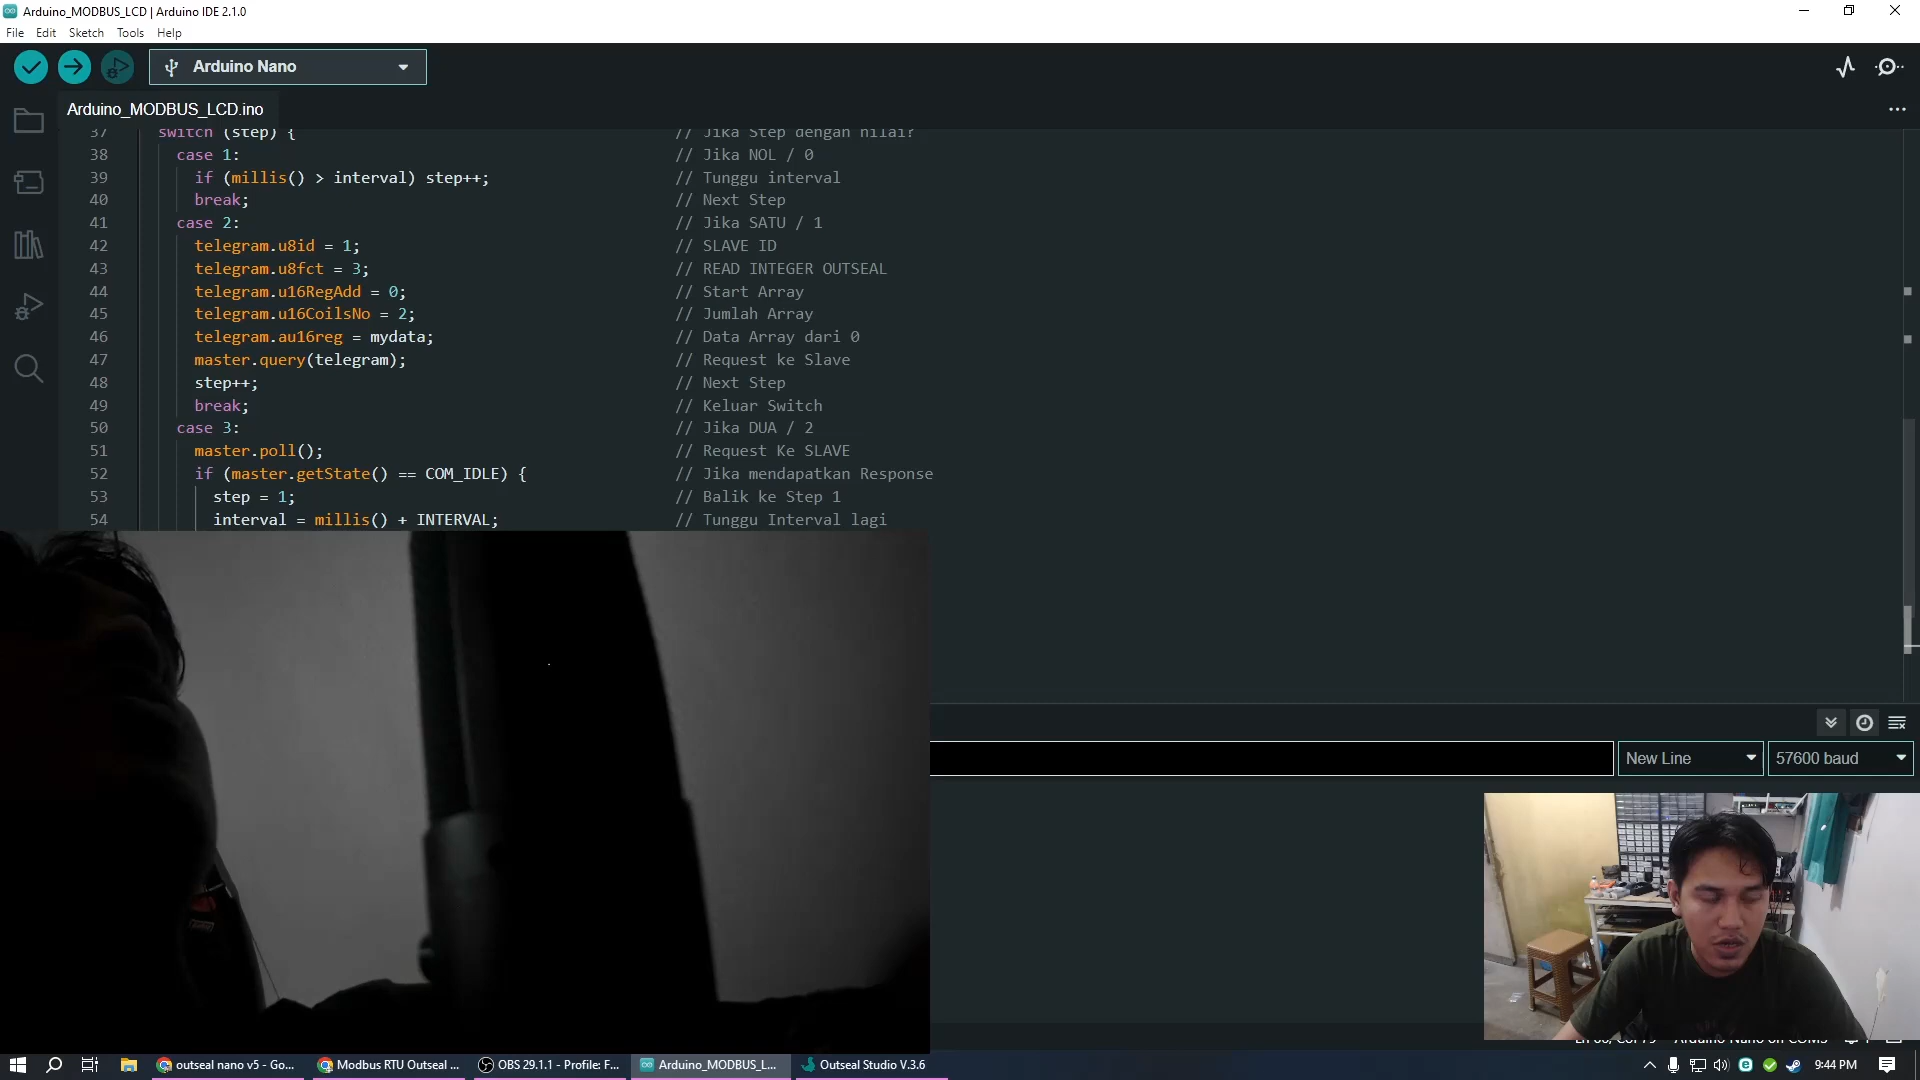 Arduino_MODBUS_LCD | Arduino IDE 2.1.0
File Edit Sketch Tools Help
Arduino Nano
Arduino_MODBUS_LCD.ino
37 switch (step) { // Jika Step dengan nilai?
38 case 1: // Jika NOL / 0
39 if (millis() > interval) step++; // Tunggu interval
40 break; // Next Step
41 case 2: // Jika SATU / 1
42 telegram.u8id = 1; // SLAVE ID
43 telegram.u8fct = 3; // READ INTEGER OUTSEAL
44 telegram.u16RegAdd = 0; // Start Array
45 telegram.u16CoilsNo = 2; // Jumlah Array
46 telegram.au16reg = mydata; // Data Array dari 0
47 master.query(telegram); // Request ke Slave
48 step++; // Next Step
49 break; // Keluar Switch
50 case 3: // Jika DUA / 2
51 master.poll(); // Request Ke SLAVE
52 if (master.getState() == COM_IDLE) { // Jika mendapatkan Response
53 step = 1; // Balik ke Step 1
54 interval = millis() + INTERVAL; // Tunggu Interval lagi
New Line 57600 baud
outseal nano v5 - Go... Modbus RTU Outseal ... OBS 29.1.1 - Profile: F... Arduino_MODBUS_L... Outseal Studio V.3.6 9:44 PM